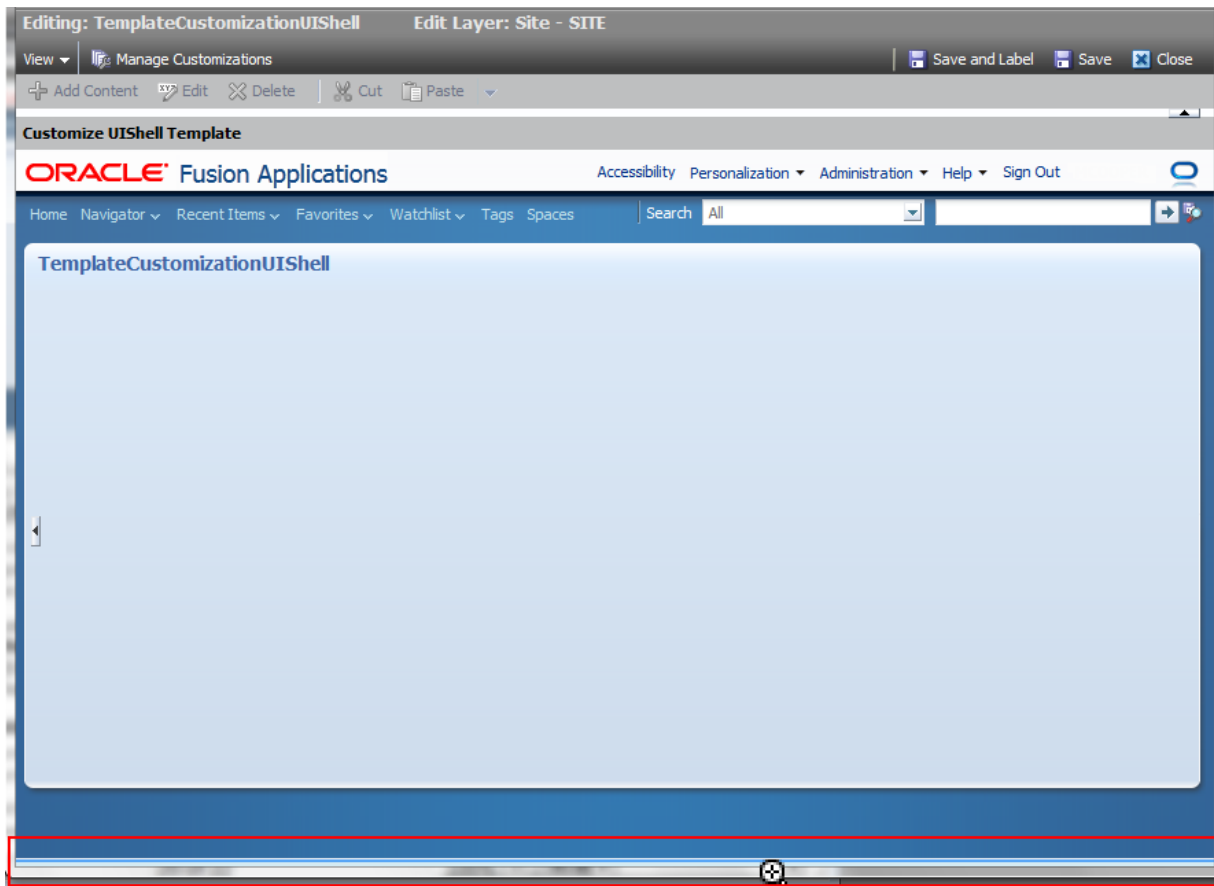 Editing: TemplateCustomizationUIShell Edit Layer: Site - SITE
View Manage Customizations Save and Label Save Close
Add Content Edit Delete Cut Paste
Customize UIShell Template
ORACLE Fusion Applications Accessibility Personalization Administration Help Sign Out
Home Navigator Recent Items Favorites Watchlist Tags Spaces Search All
TemplateCustomizationUIShell